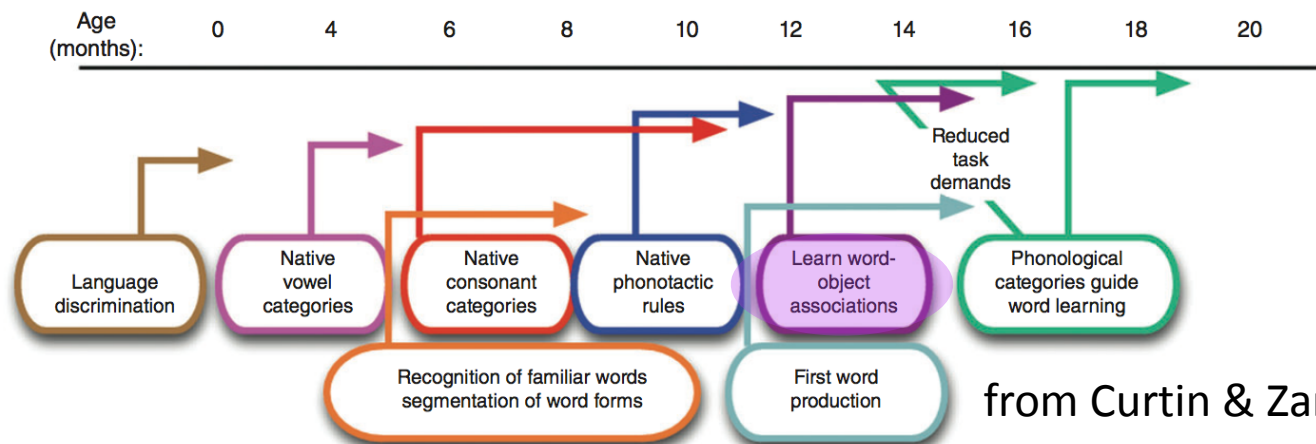 Age
(months):
0 4 6 8 10 12 14 16 18 20
Reduced
task
demands
Language
discrimination
Native
vowel
categories
Native
consonant
categories
Native
phonotactic
rules
Learn word-
object
associations
Phonological
categories guide
word learning
Recognition of familiar words
segmentation of word forms
First word
production
from Curtin &